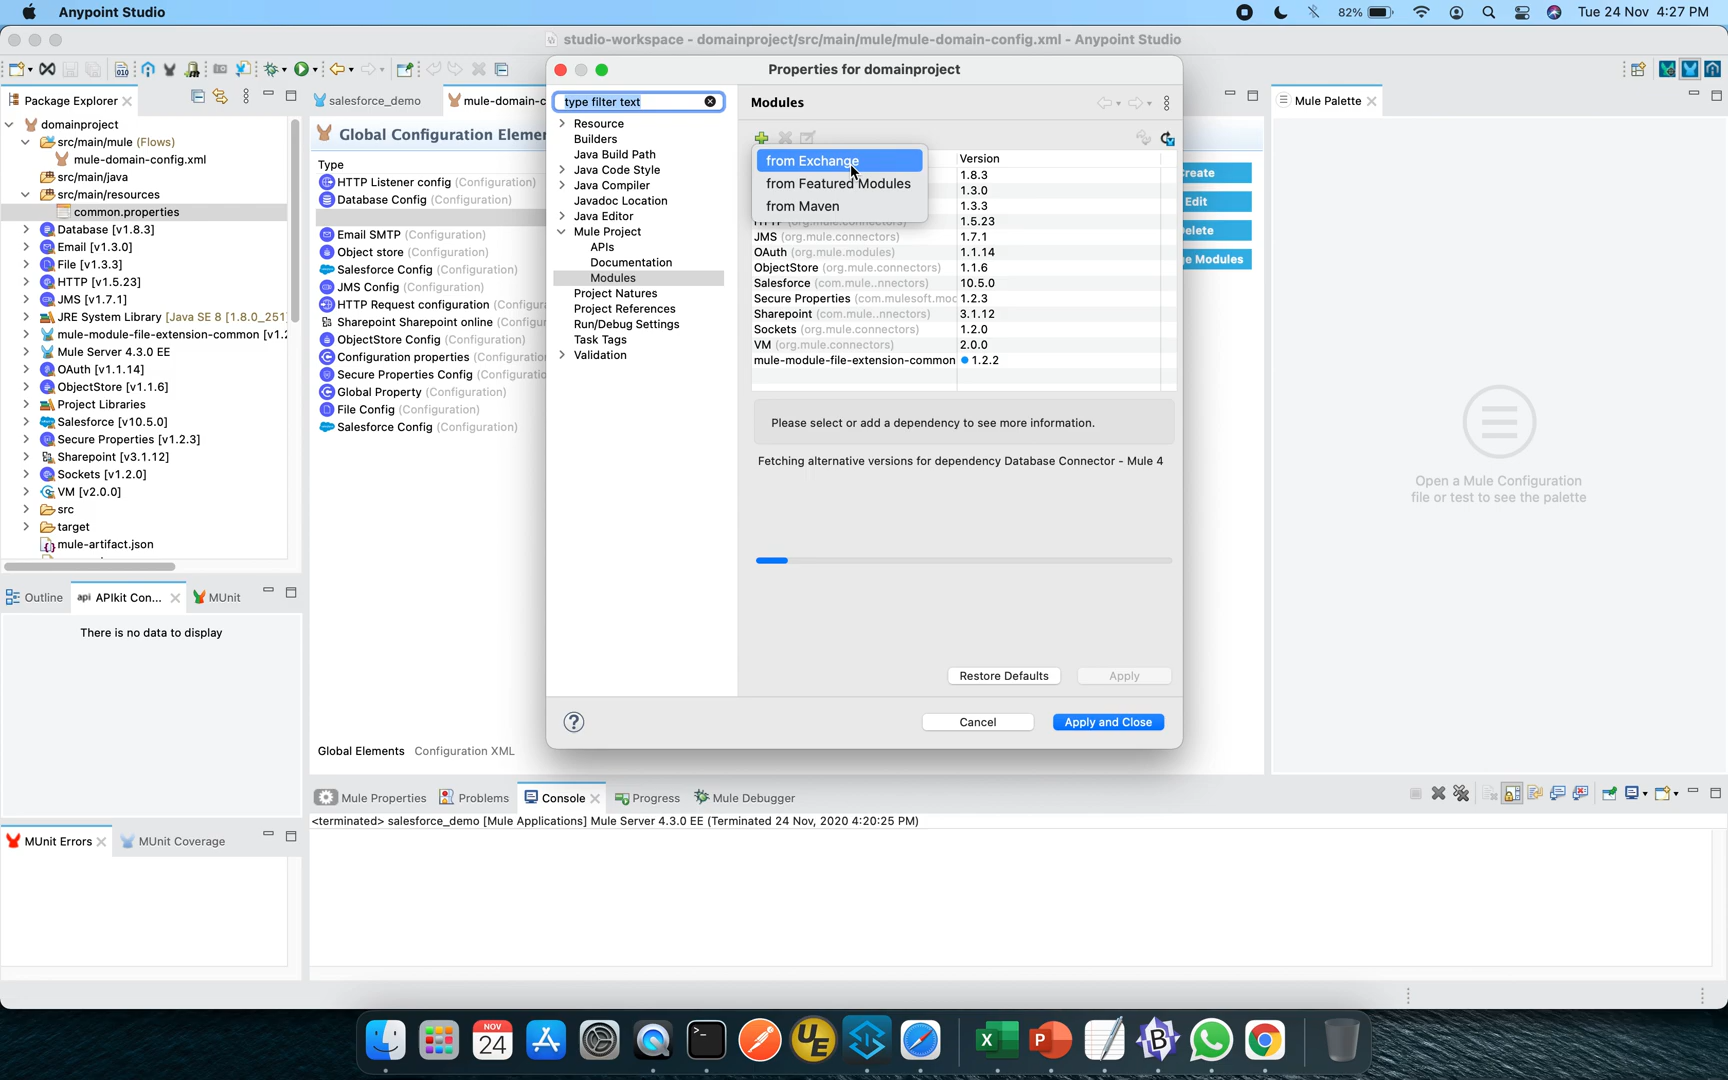 Anypoint Studio
82%
Tue 24 Nov 4:27 PM
studio-workspace - domainproject/src/main/mule/mule-domain-config.xml - Anypoint Studio
Package Explorer
domainproject
src/main/mule (Flows)
mule-domain-config.xml
src/main/java
src/main/resources
common.properties
Database [v1.8.3]
Email [v1.3.0]
File [v1.3.3]
HTTP [v1.5.23]
JMS [v1.7.1]
JRE System Library [Java SE 8 [1.8.0_251]
mule-module-file-extension-common [v1.2
Mule Server 4.3.0 EE
OAuth [v1.1.14]
ObjectStore [v1.1.6]
Project Libraries
Salesforce [v10.5.0]
Secure Properties [v1.2.3]
Sharepoint [v3.1.12]
Sockets [v1.2.0]
VM [v2.0.0]
src
target
mule-artifact.json
Outline
api APIkit Con...
MUnit
There is no data to display
MUnit Errors
MUnit Coverage
salesforce_demo
mule-domain-c
Global Configuration Elemen
Type
HTTP Listener config (Configuration)
Database Config (Configuration)
Email SMTP (Configuration)
Object store (Configuration)
Salesforce Config (Configuration)
JMS Config (Configuration)
HTTP Request configuration (Configur
Sharepoint Sharepoint online (Configu
ObjectStore Config (Configuration)
Configuration properties (Configuratio
Secure Properties Config (Configuratio
Global Property (Configuration)
File Config (Configuration)
Salesforce Config (Configuration)
Global Elements
Configuration XML
Properties for domainproject
type filter text
Resource
Builders
Java Build Path
Java Code Style
Java Compiler
Javadoc Location
Java Editor
Mule Project
APIs
Documentation
Modules
Project Natures
Project References
Run/Debug Settings
Task Tags
Validation
Modules
from Exchange
from Featured Modules
from Maven
Version
1.8.3
1.3.0
1.3.3
HTTP (org.mule.connectors) 1.5.23
JMS (org.mule.connectors) 1.7.1
OAuth (org.mule.modules) 1.1.14
ObjectStore (org.mule.connectors) 1.1.6
Salesforce (com.mule..nnectors) 10.5.0
Secure Properties (com.mulesoft.moc 1.2.3
Sharepoint (com.mule..nnectors) 3.1.12
Sockets (org.mule.connectors) 1.2.0
VM (org.mule.connectors) 2.0.0
mule-module-file-extension-common 1.2.2
Please select or add a dependency to see more information.
Fetching alternative versions for dependency Database Connector - Mule 4
Restore Defaults
Apply
Cancel
Apply and Close
reate
Edit
elete
e Modules
Mule Palette
Open a Mule Configuration
file or test to see the palette
Mule Properties
Problems
Console
Progress
Mule Debugger
<terminated> salesforce_demo [Mule Applications] Mule Server 4.3.0 EE (Terminated 24 Nov, 2020 4:20:25 PM)
NOV
24